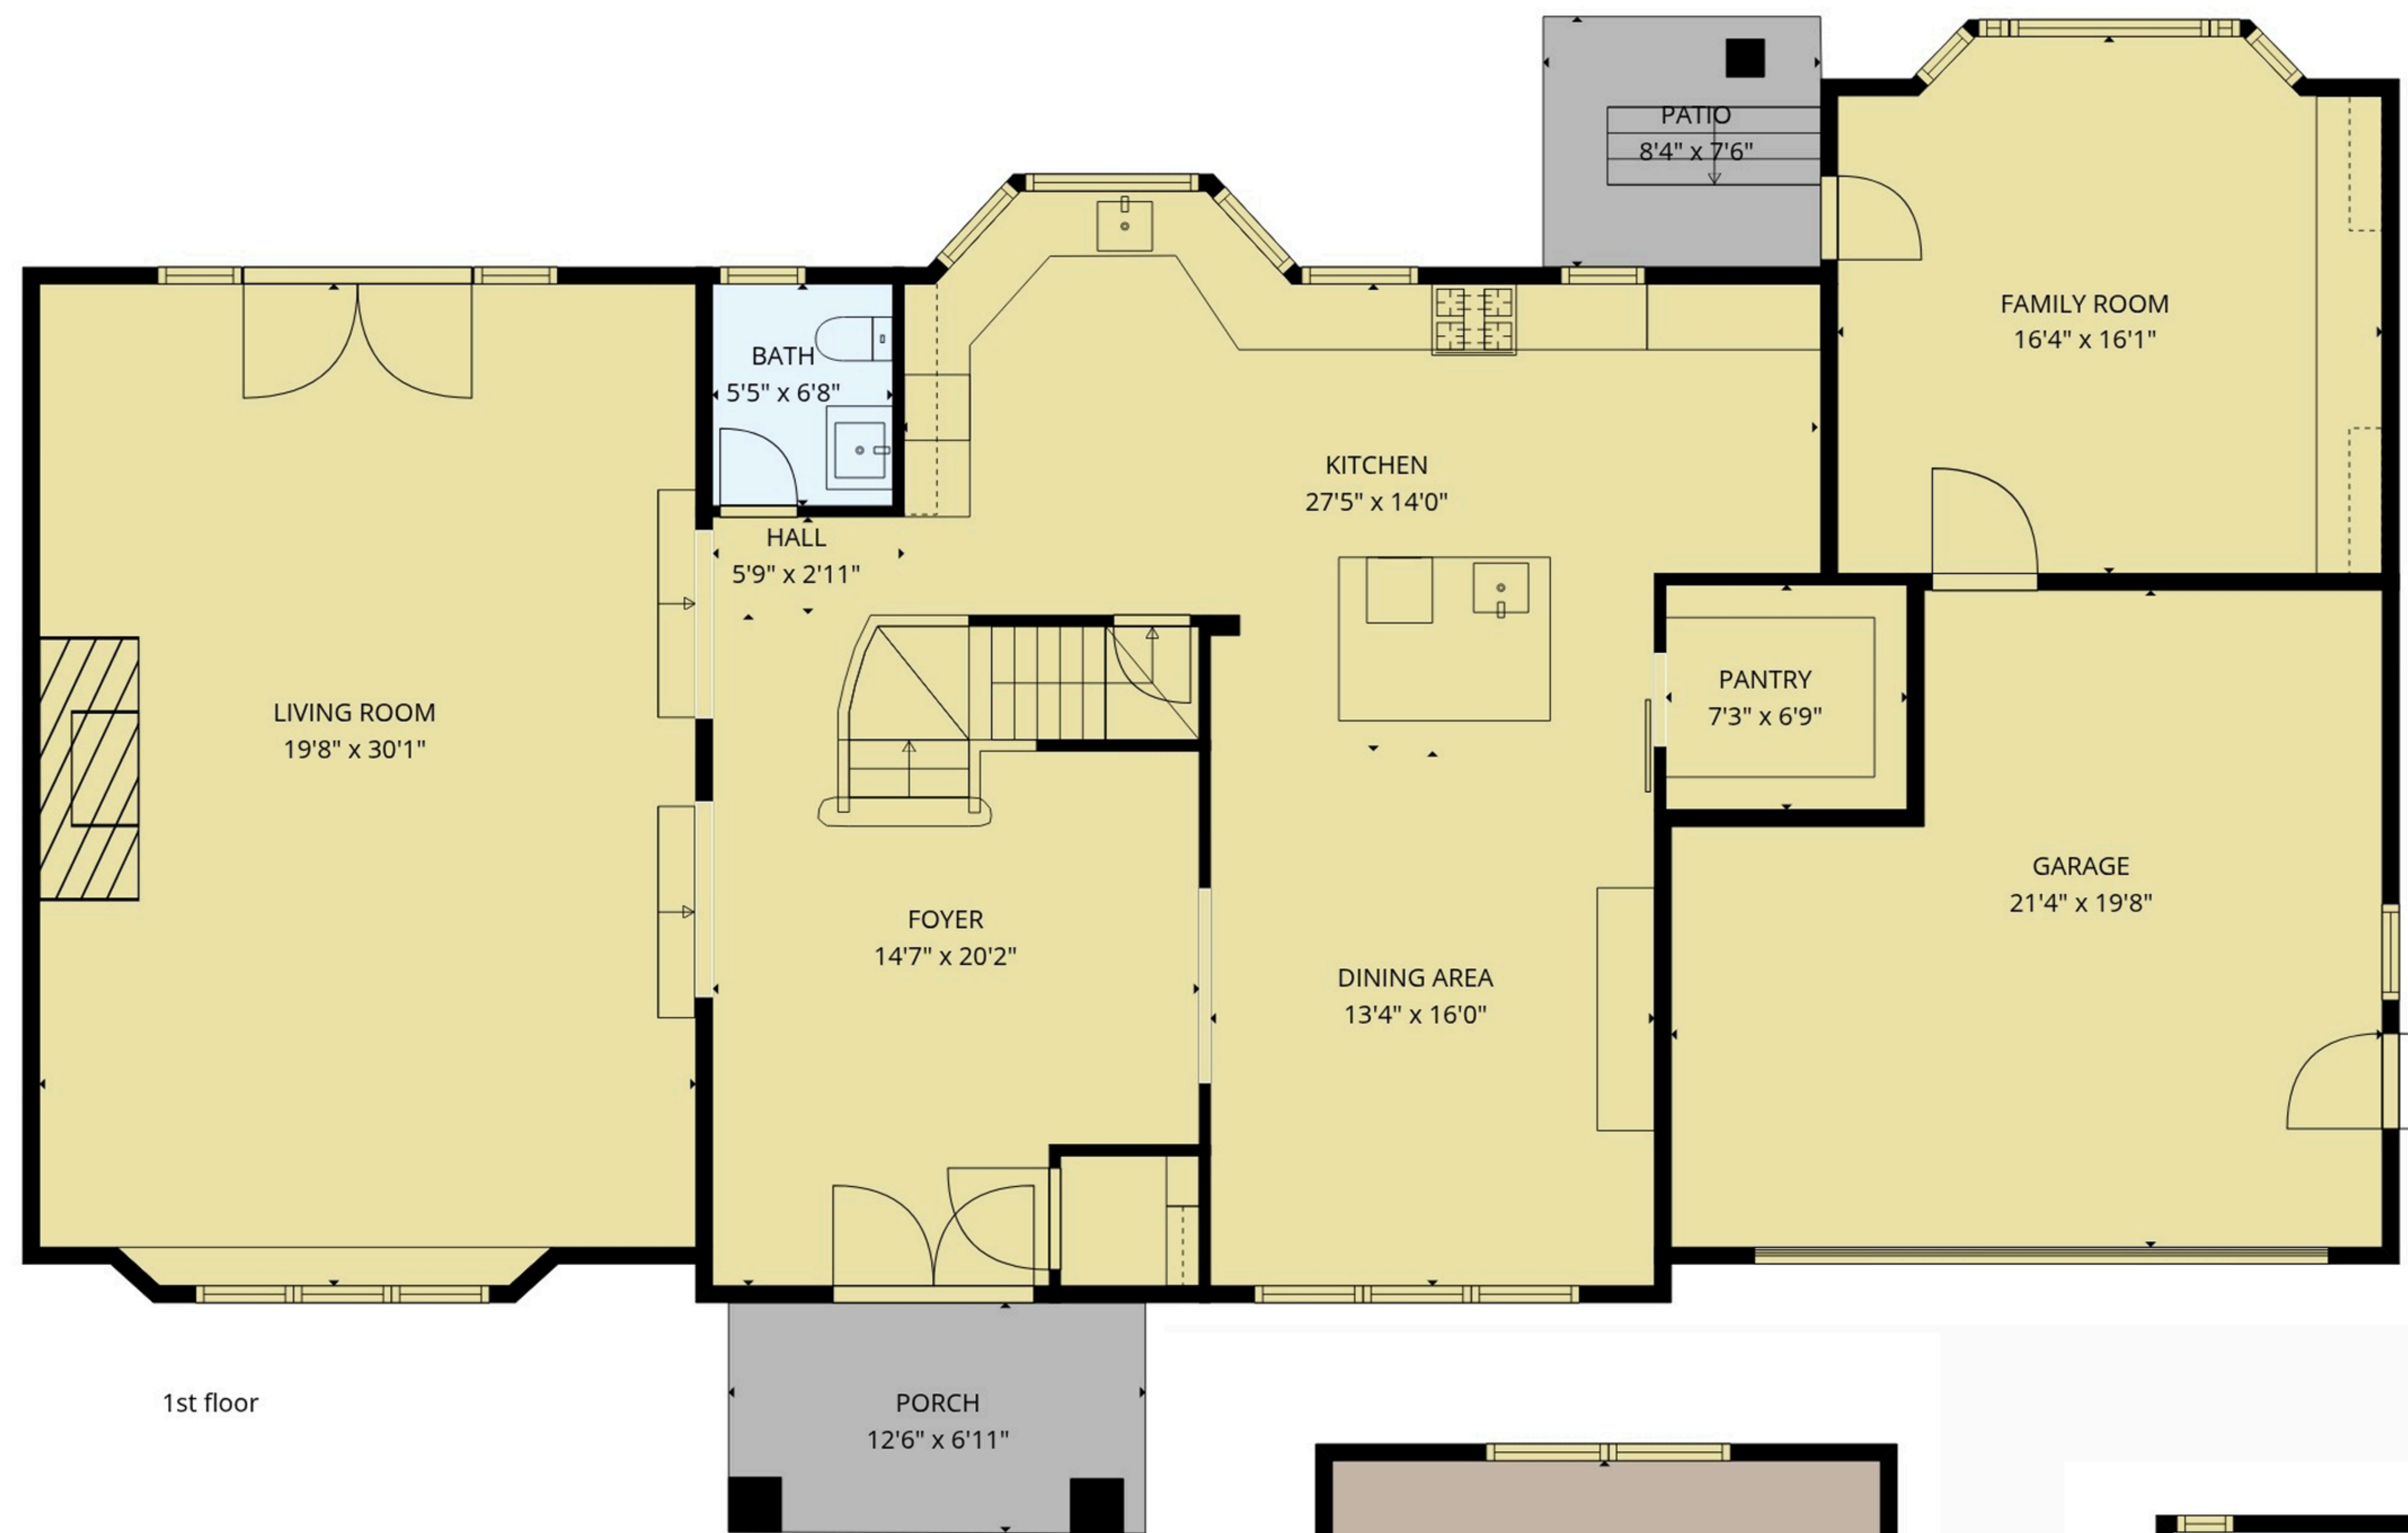 PATIO
8'4" x 7'6"
FAMILY ROOM
16'4" x 16'1"
BATH
5'5" x 6'8"
KITCHEN
27'5" x 14'0"
HALL
5'9" x 2'11"
LIVING ROOM
19'8" x 30'1"
PANTRY
7'3" x 6'9"
GARAGE
21'4" x 19'8"
FOYER
14'7" x 20'2"
DINING AREA
13'4" x 16'0"
1st floor
PORCH
12'6" x 6'11"